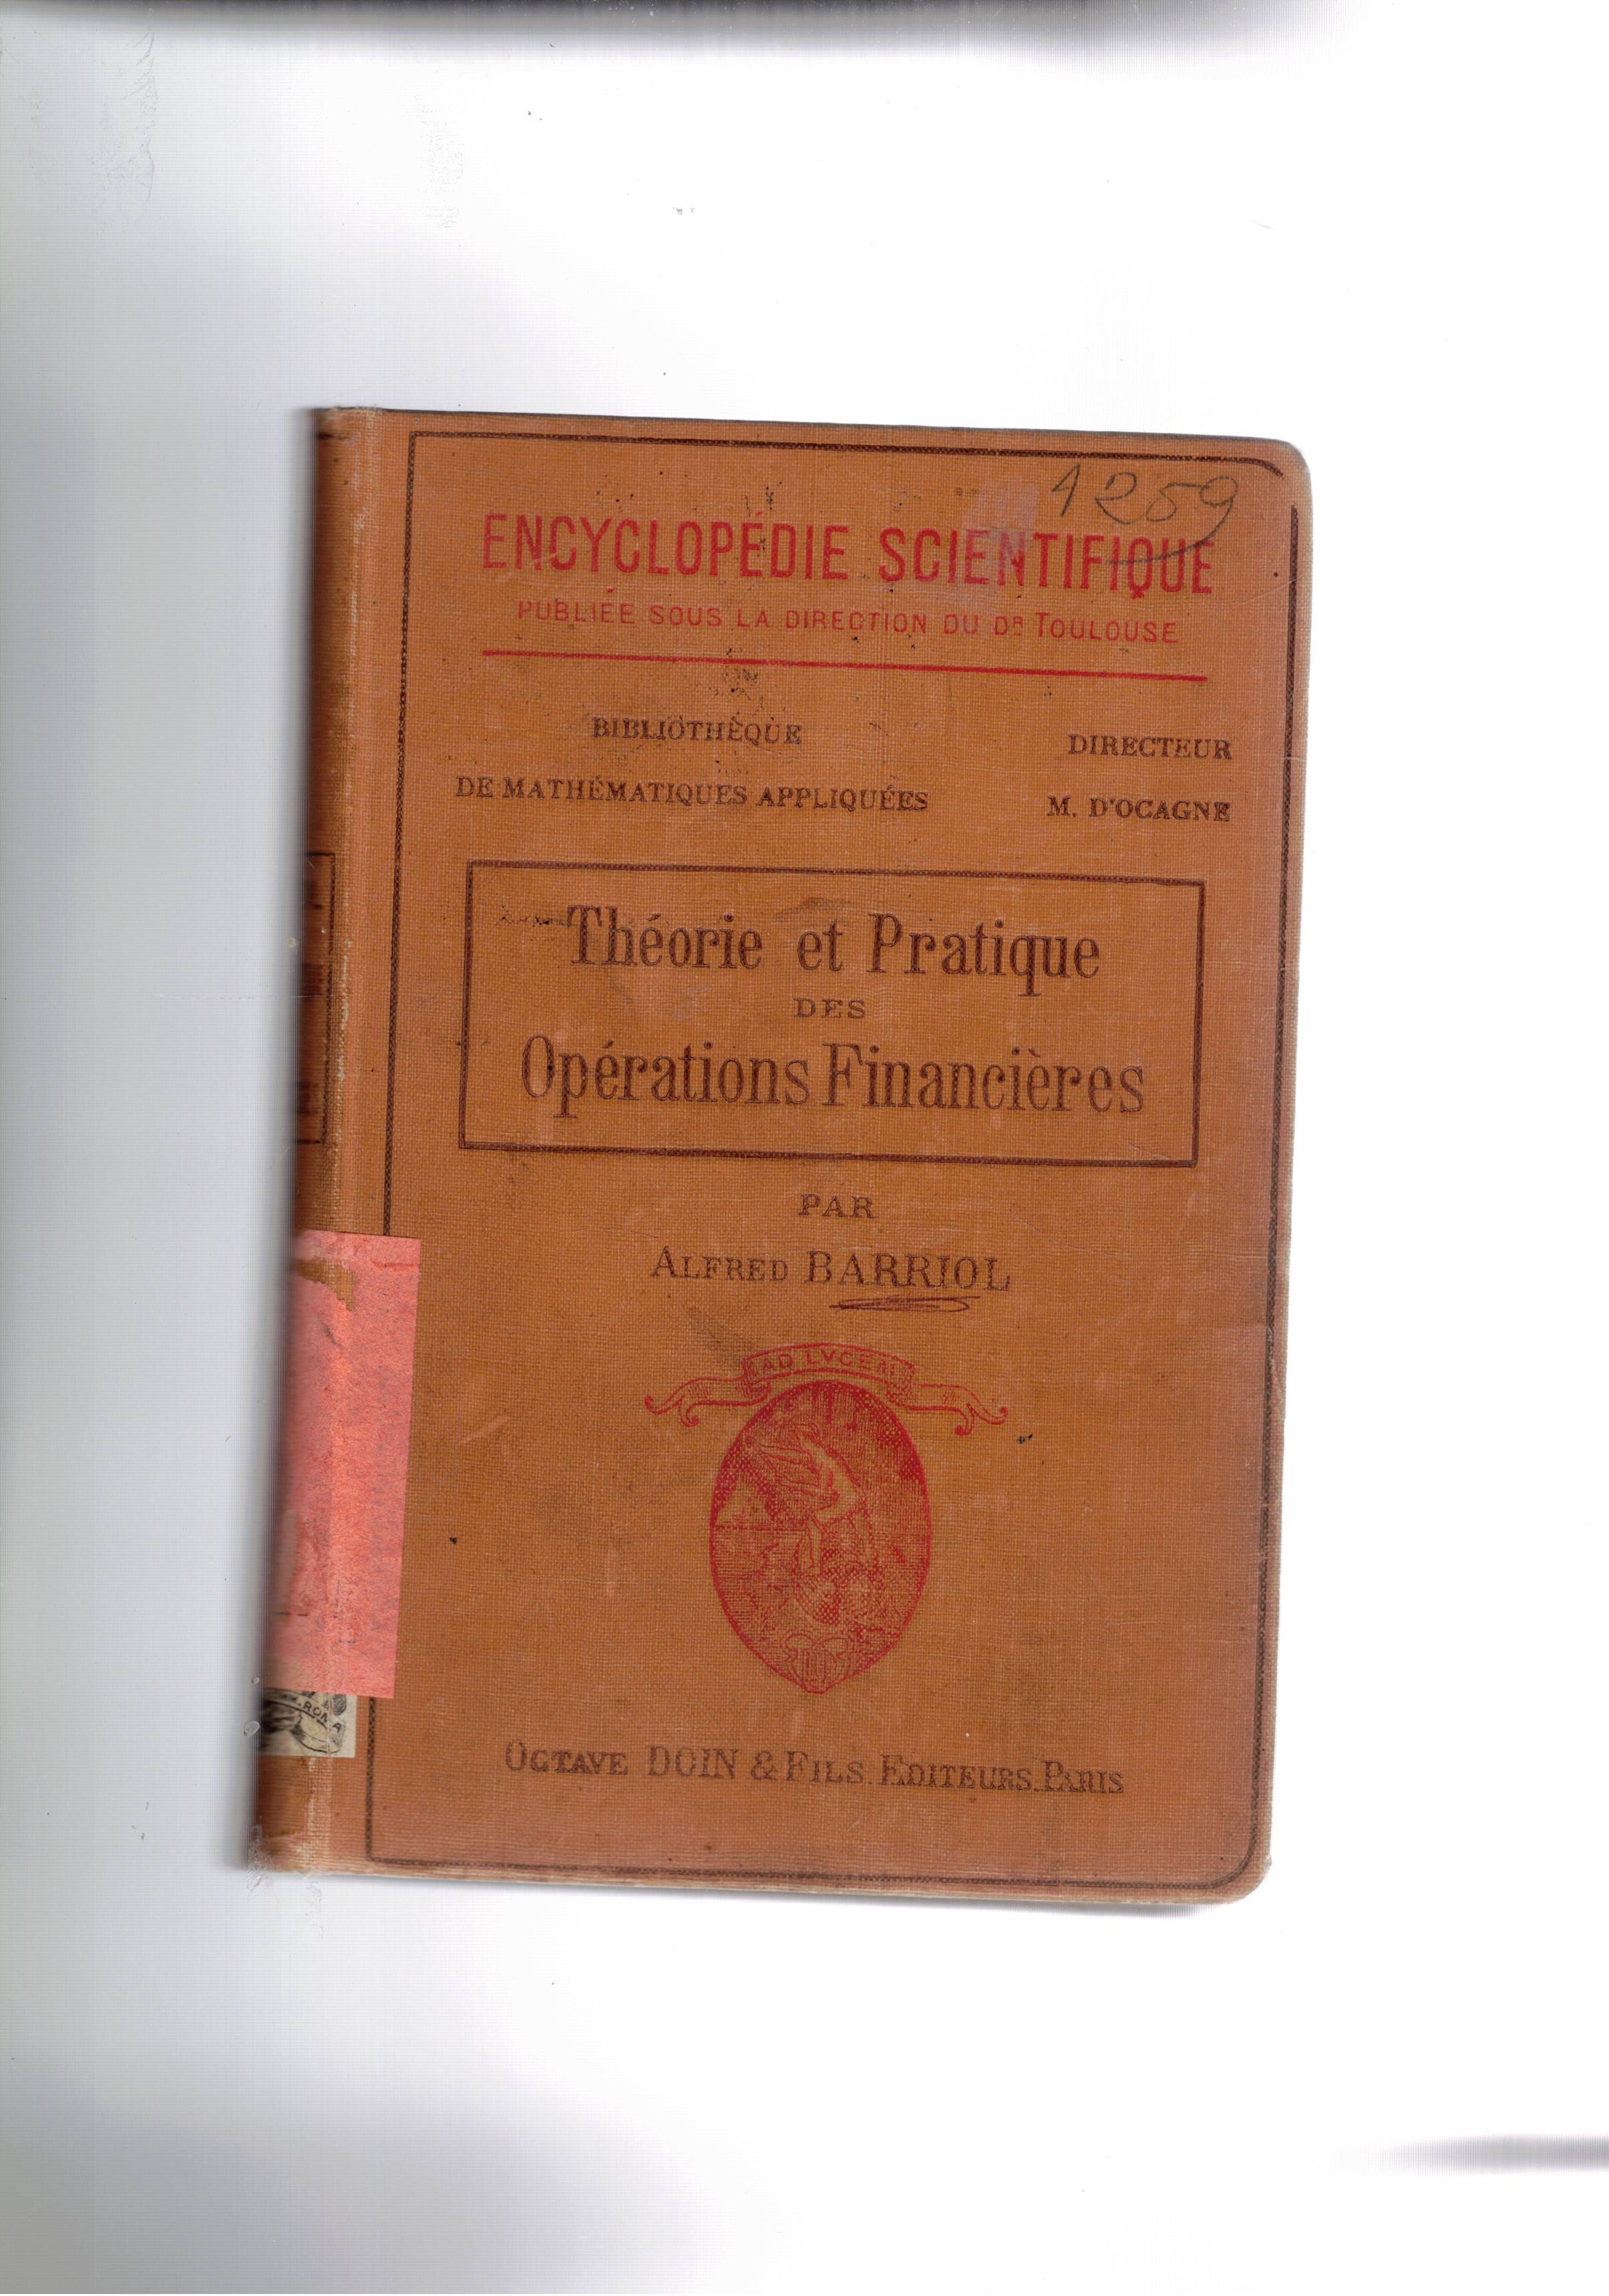 1259
ENCYCLOPÉDIE SCIENTIFIQUE
PUBLIÉE SOUS LA DIRECTION DU DR TOULOUSE
BIBLIOTHÈQUE
DE MATHÉMATIQUES APPLIQUÉES
DIRECTEUR
M. D'OCAGNE
Théorie et Pratique
DES
Opérations Financières
PAR
ALFRED BARRIOL
AD LVCEM
OCTAVE DOIN & FILS EDITEURS PARIS
ROMA